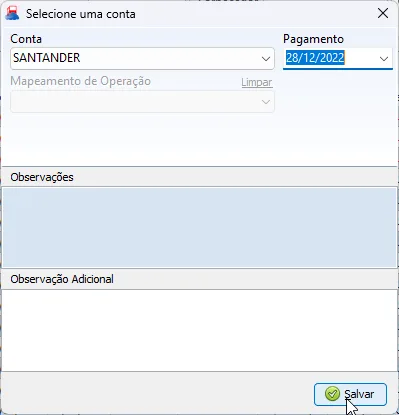 Selecione uma conta
Conta
Pagamento
SANTANDER
28/12/2022
Mapeamento de Operação
Limpar
Observações
Observação Adicional
Salvar